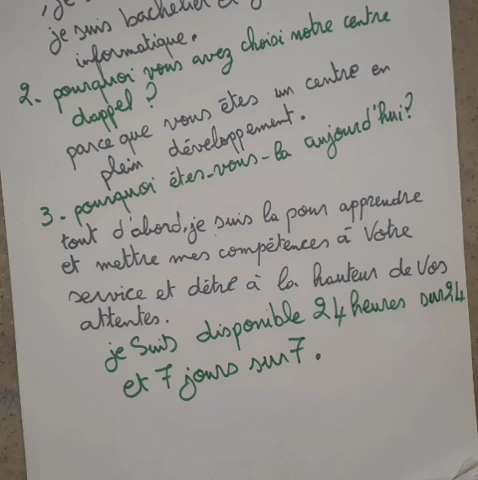 je suis bachelier et
informatique.
2. pourquoi vous avez choisi notre centre
d'appel ?
parce que vous êtes un centre en
plein développement.
3 - pourquoi êtes-vous-la aujourd'hui?
tout d'abord, je suis la pour apprendre
et mettre mes compétences à Votre
service et d'être à la hauteur de Vos
attentes.
je Suis disponible 24 heures sur 24
et 7 jours sur 7.